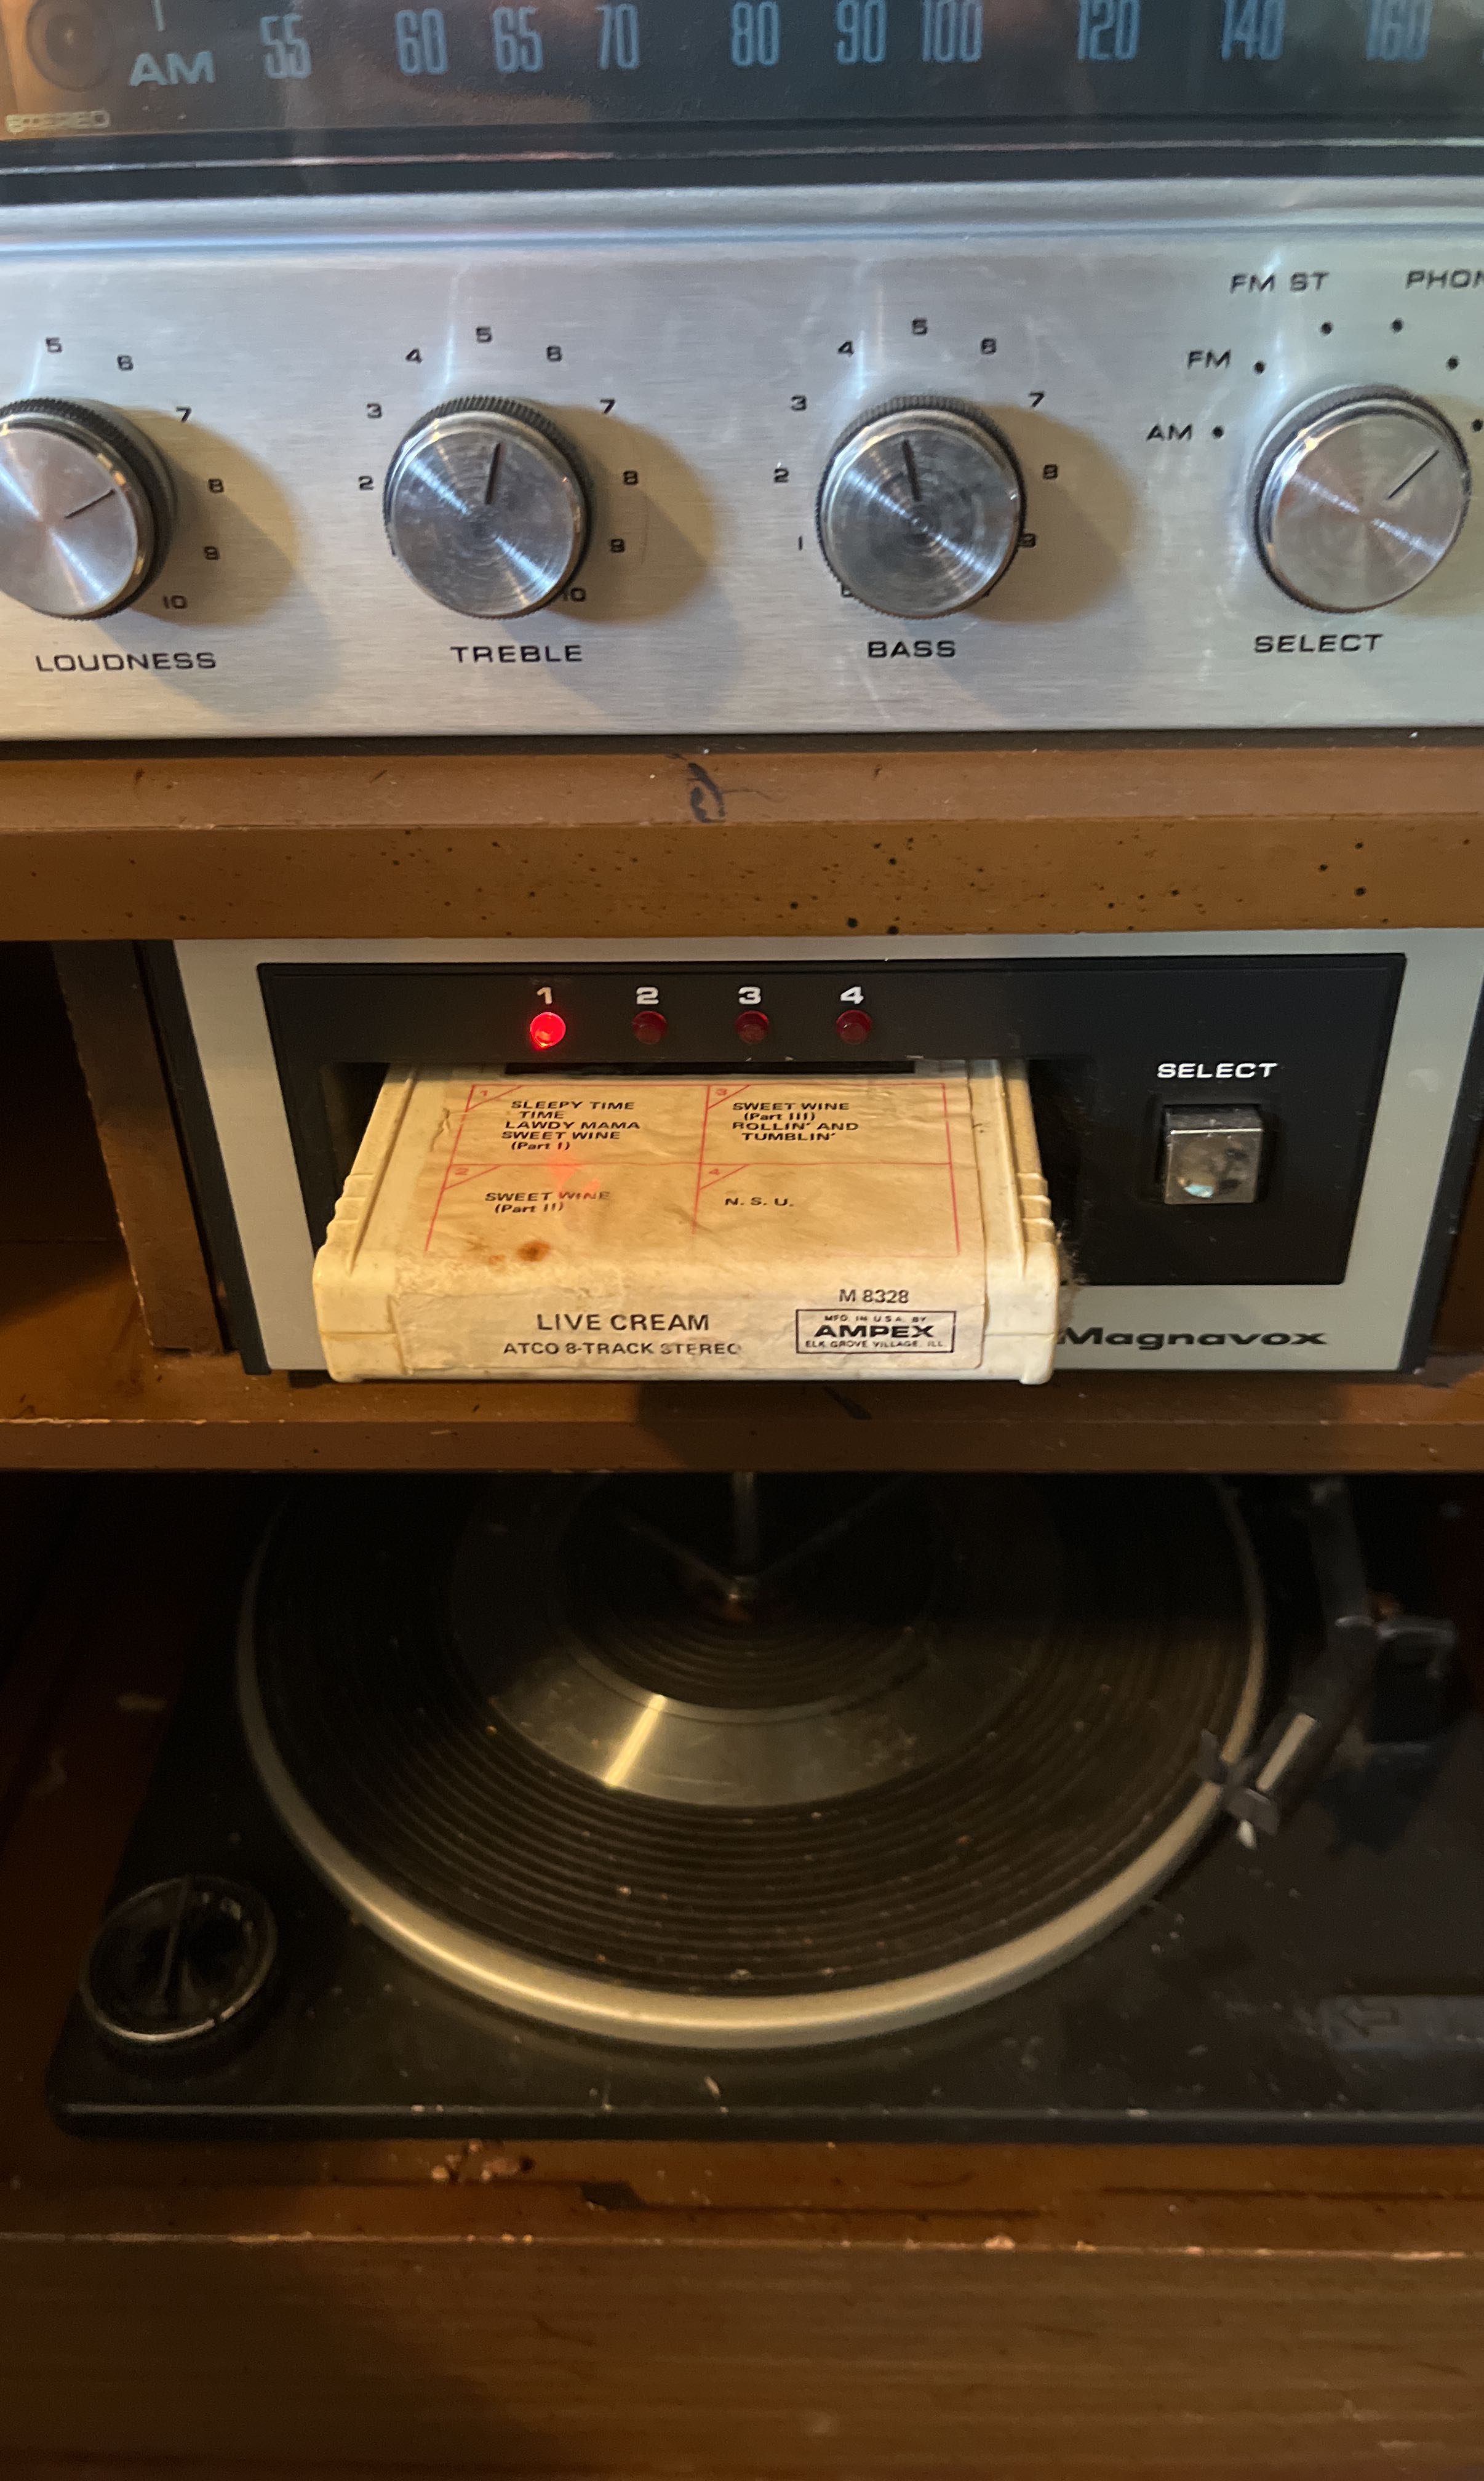 AM 55 60 65 70 80 90 100 120 140 160
STEREO
FM ST
5 6 7 8 9 10
2 3 4 5 6 7 8 9 10
1 2 3 4 5 6 7 8 9
FM
AM
LOUDNESS
TREBLE
BASS
SELECT
1 2 3 4
SELECT
1
SLEEPY TIME
TIME
LAWDY MAMA
SWEET WINE
(Part I)
2
SWEET WINE
(Part II)
3
SWEET WINE
(Part III)
ROLLIN' AND
TUMBLIN'
4
N. S. U.
LIVE CREAM
ATCO 8-TRACK STEREO
M 8328
MFD. IN U.S.A. BY
AMPEX
ELK GROVE VILLAGE, ILL.
Magnavox